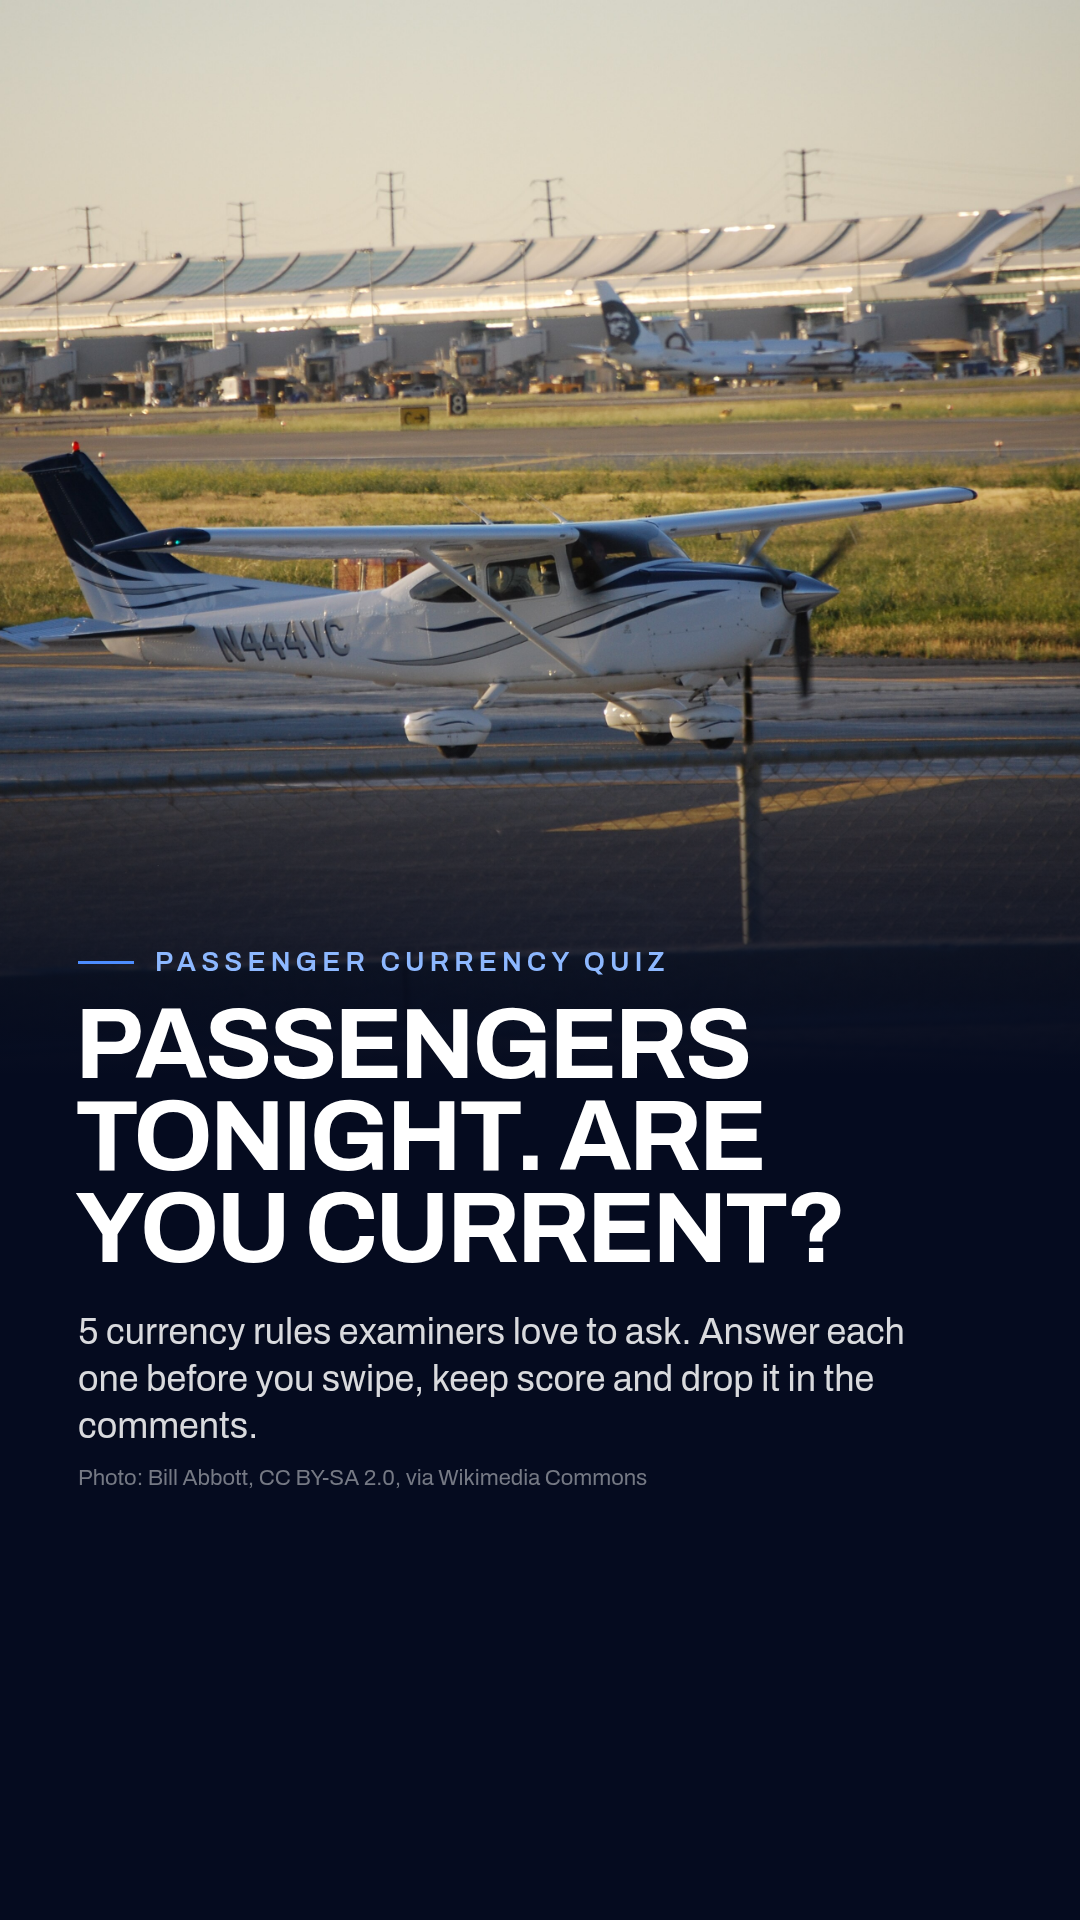 8
N444VC
PASSENGER CURRENCY QUIZ
PASSENGERS
TONIGHT. ARE
YOU CURRENT?
5 currency rules examiners love to ask. Answer each
one before you swipe, keep score and drop it in the
comments.
Photo: Bill Abbott, CC BY-SA 2.0, via Wikimedia Commons